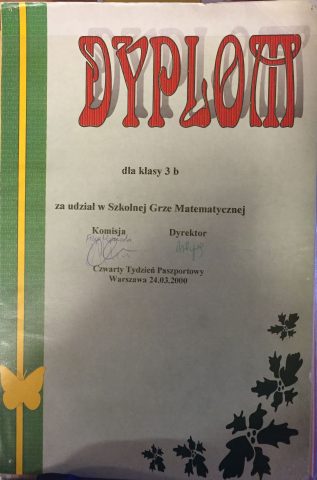 DYPLOM
dla klasy 3 b
za udział w Szkolnej Grze Matematycznej
Komisja Dyrektor
Czwarty Tydzień Paszportowy
Warszawa 24.03.2000